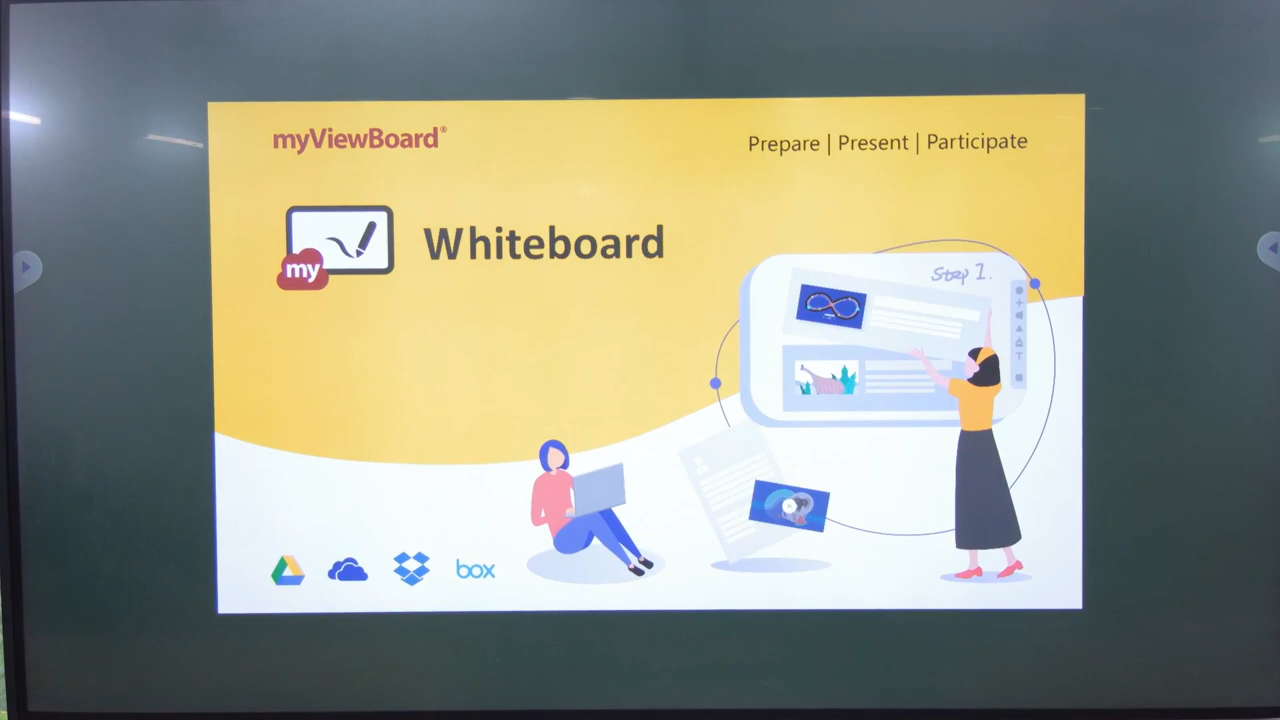 myViewBoard®
Prepare | Present | Participate
my
Whiteboard
Step 1.
T
box